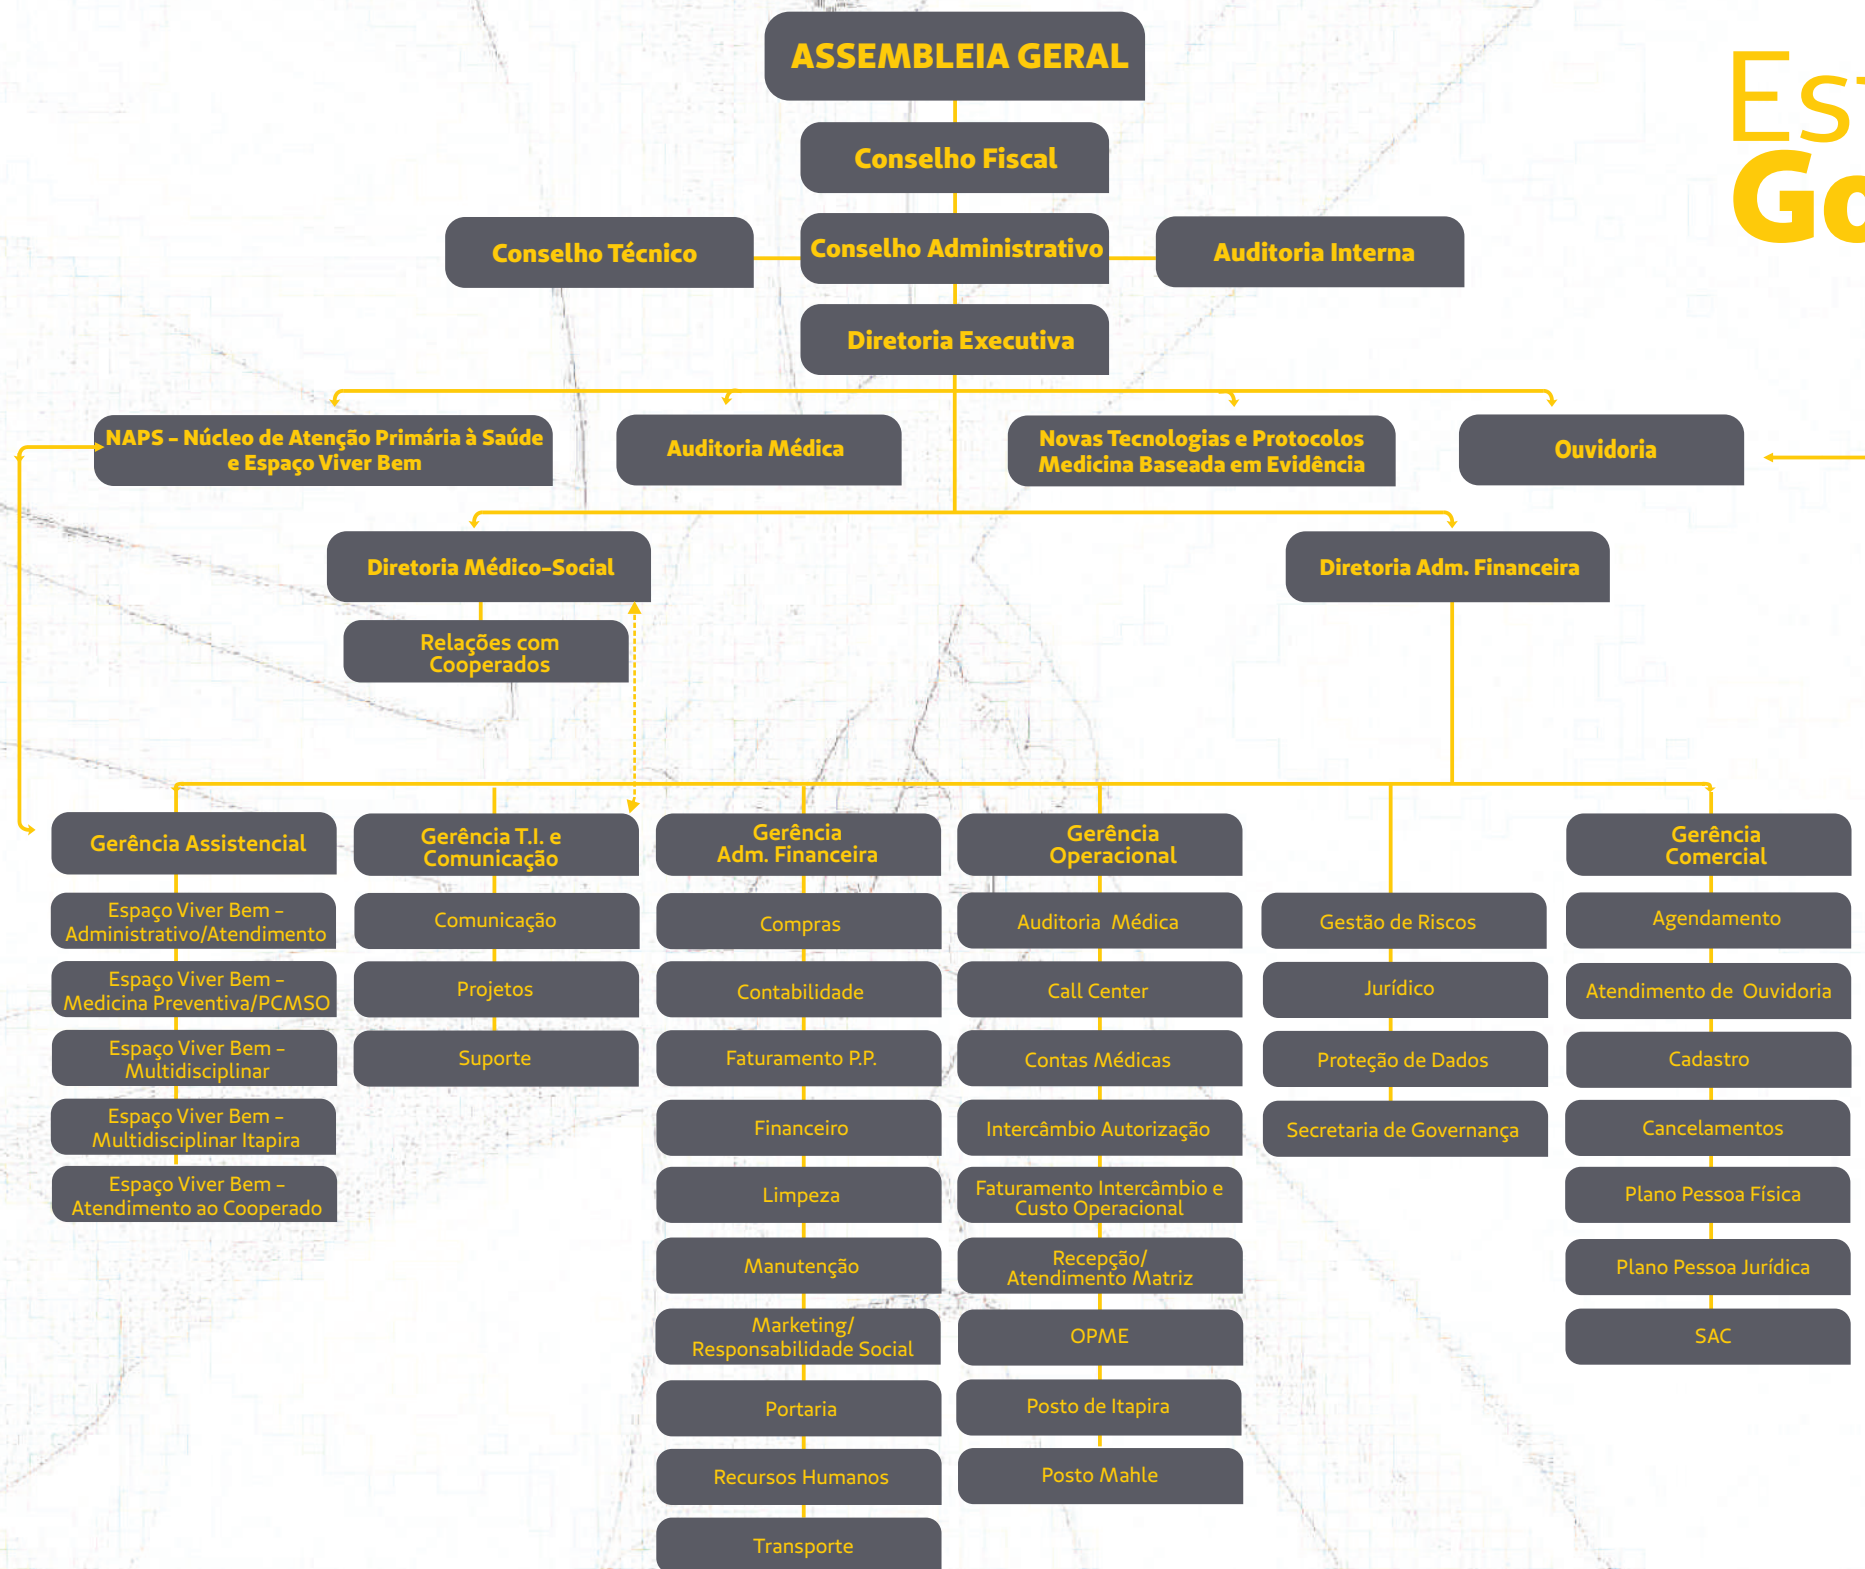 ASSEMBLEIA GERAL
Conselho Fiscal
Conselho Técnico
Conselho Administrativo
Auditoria Interna
Diretoria Executiva
NAPS - Núcleo de Atenção Primária à Saúde
e Espaço Viver Bem
Auditoria Médica
Novas Tecnologias e Protocolos
Medicina Baseada em Evidência
Ouvidoria
Diretoria Médico-Social
Diretoria Adm. Financeira
Relações com
Cooperados
Gerência Assistencial
Espaço Viver Bem -
Administrativo/Atendimento
Espaço Viver Bem -
Medicina Preventiva/PCMSO
Espaço Viver Bem -
Multidisciplinar
Espaço Viver Bem -
Multidisciplinar Itapira
Espaço Viver Bem -
Atendimento ao Cooperado
Gerência T.I. e
Comunicação
Comunicação
Projetos
Suporte
Gerência
Adm. Financeira
Compras
Contabilidade
Faturamento P.P.
Financeiro
Limpeza
Manutenção
Marketing/
Responsabilidade Social
Portaria
Recursos Humanos
Transporte
Gerência
Operacional
Auditoria Médica
Call Center
Contas Médicas
Intercâmbio Autorização
Faturamento Intercâmbio e
Custo Operacional
Recepção/
Atendimento Matriz
OPME
Posto de Itapira
Posto Mahle
Gestão de Riscos
Jurídico
Proteção de Dados
Secretaria de Governança
Gerência
Comercial
Agendamento
Atendimento de Ouvidoria
Cadastro
Cancelamentos
Plano Pessoa Física
Plano Pessoa Jurídica
SAC